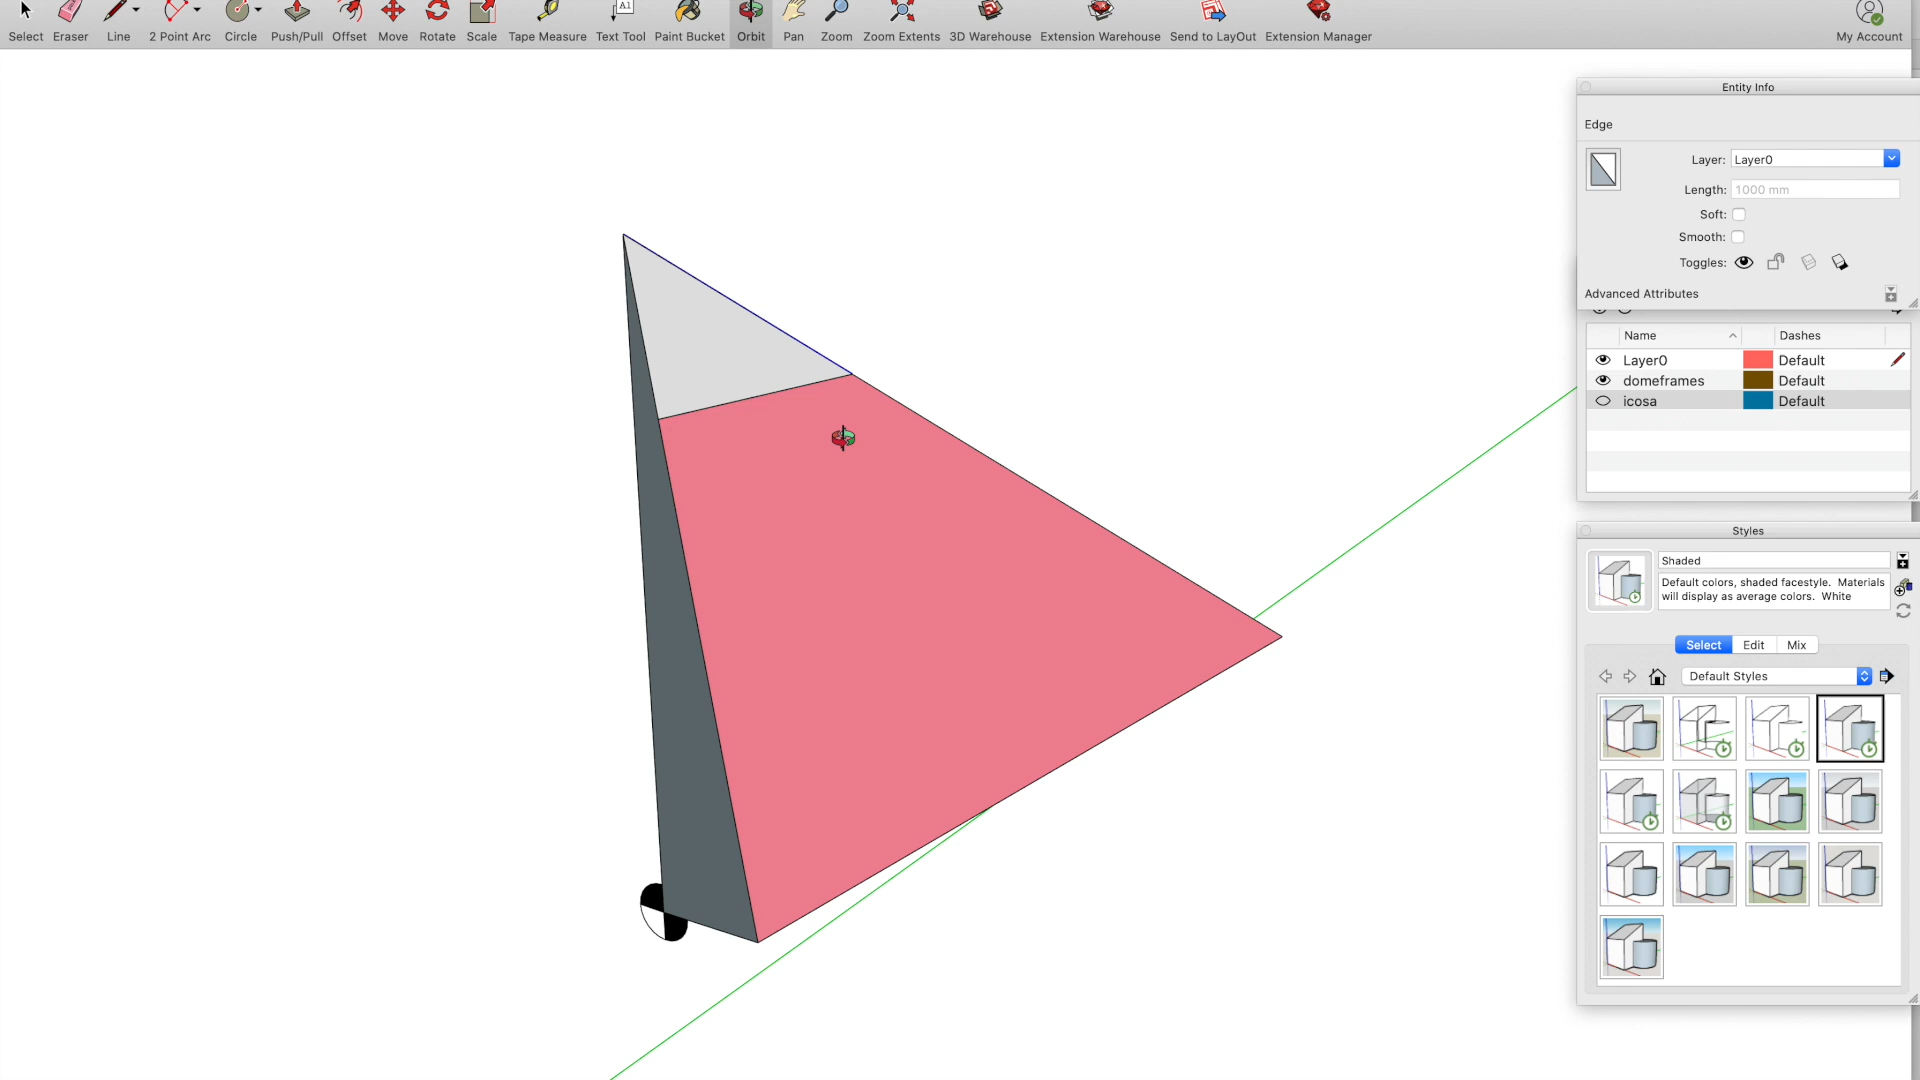 Select Eraser Line 2 Point Arc Circle Push/Pull Offset Move Rotate Scale Tape Measure Text Tool Paint Bucket Orbit Pan Zoom Zoom Extents 3D Warehouse Extension Warehouse Send to LayOut Extension Manager My Account
A1
Entity Info
Edge
Layer: Layer0
Length: 1000 mm
Soft:
Smooth:
Toggles:
Advanced Attributes
Name Dashes
Layer0 Default
domeframes Default
icosa Default
Styles
Shaded
Default colors, shaded facestyle. Materials
will display as average colors. White
Select Edit Mix
Default Styles